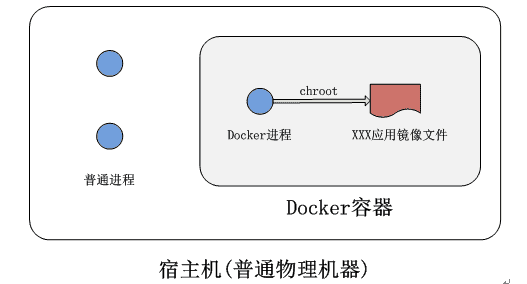 chroot
Docker进程
XXX应用镜像文件
普通进程
Docker容器
宿主机(普通物理机器)